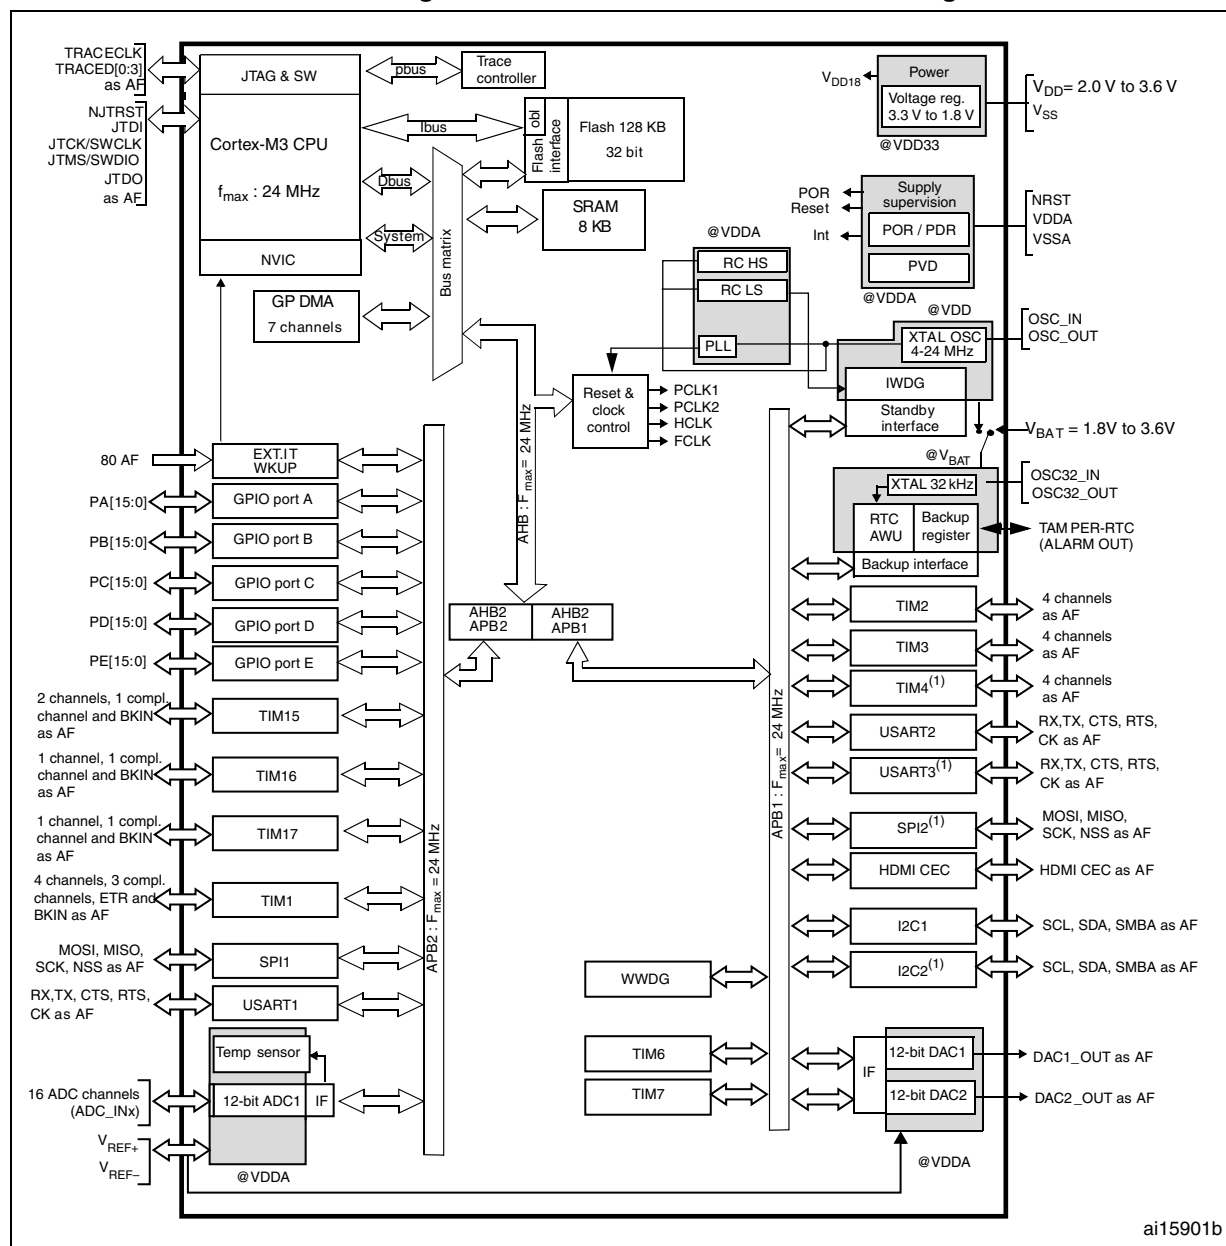 TRACECLK
TRACED[0:3]
as AF
NJTRST
JTDI
JTCK/SWCLK
JTMS/SWDIO
JTDO
as AF
JTAG & SW
Cortex-M3 CPU
fmax : 24 MHz
NVIC
pbus
Trace
controller
Ibus
Dbus
System
Flash obl
interface
Flash 128 KB
32 bit
SRAM
8 KB
Bus matrix
GP DMA
7 channels
VDD18
Power
Voltage reg.
3.3 V to 1.8 V
@VDD33
VDD= 2.0 V to 3.6 V
VSS
POR
Reset
Int
Supply
supervision
POR / PDR
PVD
@VDDA
NRST
VDDA
VSSA
@VDDA
RC HS
RC LS
PLL
@VDD
XTAL OSC
4-24 MHz
IWDG
Standby
interface
OSC_IN
OSC_OUT
Reset &
clock
control
PCLK1
PCLK2
HCLK
FCLK
AHB : Fmax = 24 MHz
VBAT = 1.8V to 3.6V
@VBAT
XTAL 32 kHz
RTC
AWU
Backup
register
Backup interface
OSC32_IN
OSC32_OUT
TAM PER-RTC
(ALARM OUT)
80 AF
EXT.IT
WKUP
PA[15:0]
GPIO port A
PB[15:0]
GPIO port B
PC[15:0]
GPIO port C
PD[15:0]
GPIO port D
PE[15:0]
GPIO port E
2 channels, 1 compl.
channel and BKIN
as AF
TIM15
1 channel, 1 compl.
channel and BKIN
as AF
TIM16
1 channel, 1 compl.
channel and BKIN
as AF
TIM17
4 channels, 3 compl.
channels, ETR and
BKIN as AF
TIM1
MOSI, MISO,
SCK, NSS as AF
SPI1
RX,TX, CTS, RTS,
CK as AF
USART1
Temp sensor
16 ADC channels
(ADC_INx)
12-bit ADC1
IF
VREF+
VREF–
@VDDA
APB2 : Fmax = 24 MHz
AHB2
APB2
AHB2
APB1
APB1 : Fmax = 24 MHz
TIM2
4 channels
as AF
TIM3
4 channels
as AF
TIM4(1)
4 channels
as AF
USART2
RX,TX, CTS, RTS,
CK as AF
USART3(1)
RX,TX, CTS, RTS,
CK as AF
SPI2(1)
MOSI, MISO,
SCK, NSS as AF
HDMI CEC
HDMI CEC as AF
I2C1
SCL, SDA, SMBA as AF
I2C2(1)
SCL, SDA, SMBA as AF
WWDG
TIM6
TIM7
IF
12-bit DAC1
DAC1_OUT as AF
12-bit DAC2
DAC2_OUT as AF
@VDDA
ai15901b